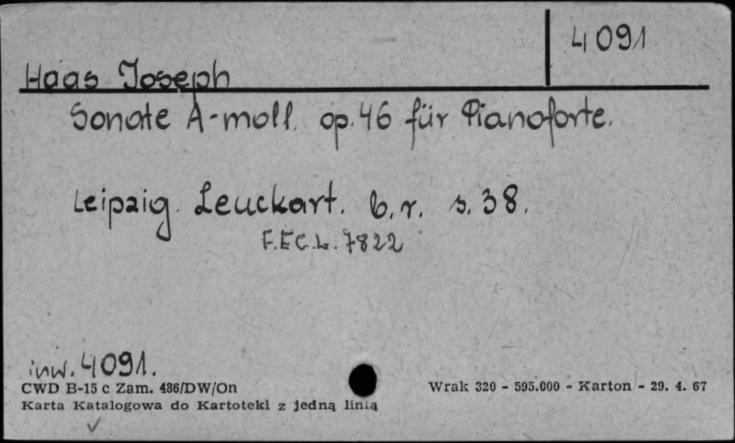 4091
Haas Joseph
Sonate A-moll. op. 46 für Pianoforte.
Leipzig. Leuckart. b.r. s. 38.
F.E.C.L. 7822
inw. 4091.
CWD B-15 c Zam. 486/DW/On
Wrak 320 - 595.000 - Karton - 29. 4. 67
Karta Katalogowa do Kartoteki z jedną linią